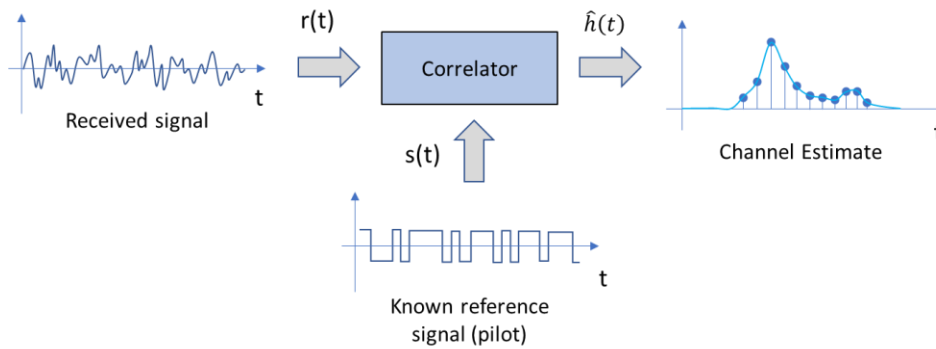 r(t)
ĥ(t)
Correlator
t
Received signal
s(t)
Channel Estimate
t
Known reference
signal (pilot)